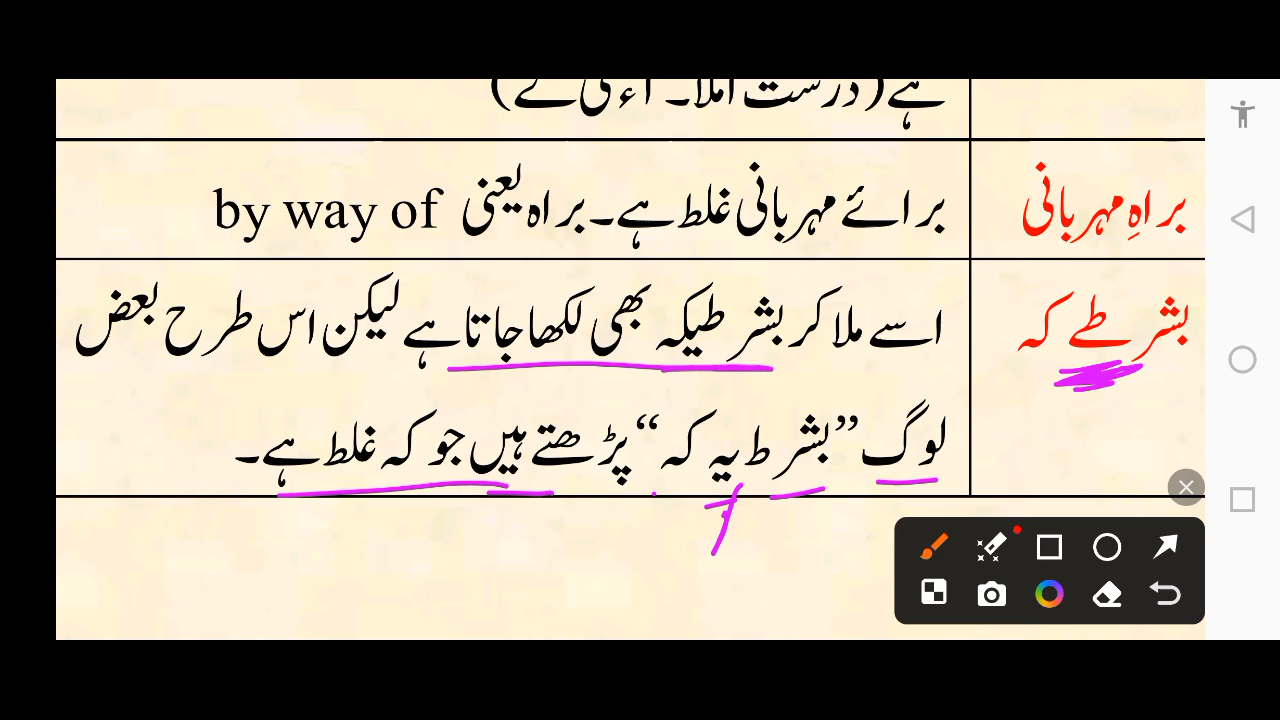 ہے (درست املا۔ آءی ے)
براہِ مہربانی
برائے مہربانی غلط ہے۔ براہ یعنی by way of
بشرطے کہ
اسے ملا کر بشرطیکہ بھی لکھا جاتا ہے لیکن اس طرح بعض
لوگ ”بشرط یہ کہ“ پڑھتے ہیں جو کہ غلط ہے۔